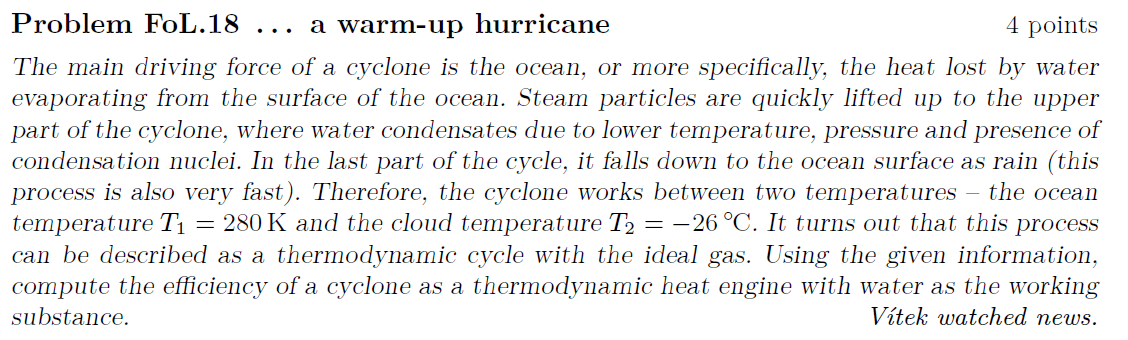 Problem FoL.18 ... a warm-up hurricane 4 points
The main driving force of a cyclone is the ocean, or more specifically, the heat lost by water
evaporating from the surface of the ocean. Steam particles are quickly lifted up to the upper
part of the cyclone, where water condensates due to lower temperature, pressure and presence of
condensation nuclei. In the last part of the cycle, it falls down to the ocean surface as rain (this
process is also very fast). Therefore, the cyclone works between two temperatures – the ocean
temperature T₁ = 280 K and the cloud temperature T₂ = −26 °C. It turns out that this process
can be described as a thermodynamic cycle with the ideal gas. Using the given information,
compute the efficiency of a cyclone as a thermodynamic heat engine with water as the working
substance. Vítek watched news.